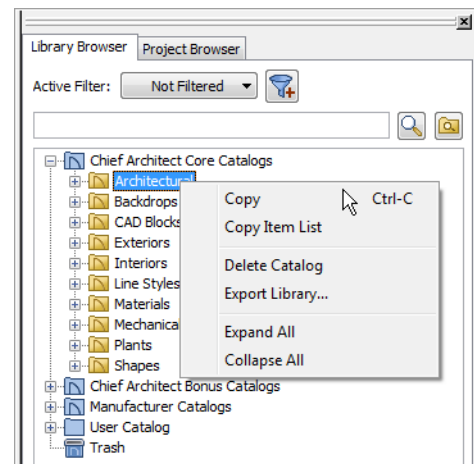 Library Browser Project Browser
Active Filter: Not Filtered
Chief Architect Core Catalogs
Architectural
Backdrops
CAD Blocks
Exteriors
Interiors
Line Styles
Materials
Mechanical
Plants
Shapes
Chief Architect Bonus Catalogs
Manufacturer Catalogs
User Catalog
Trash
Copy Ctrl-C
Copy Item List
Delete Catalog
Export Library...
Expand All
Collapse All